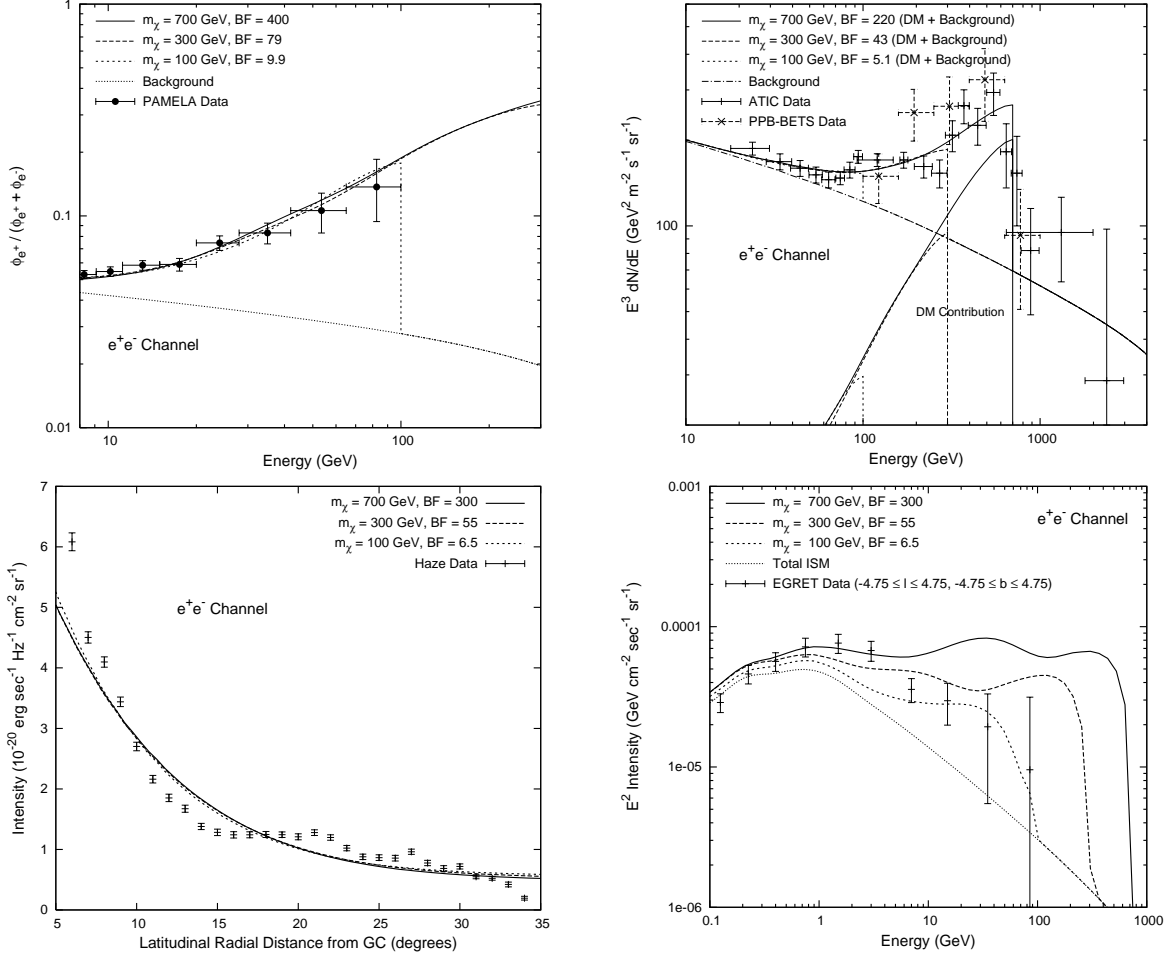 1
0.1
0.01
10
100
ϕe+ / (ϕe+ + ϕe-)
Energy (GeV)
mχ = 700 GeV, BF = 400
mχ = 300 GeV, BF = 79
mχ = 100 GeV, BF = 9.9
Background
PAMELA Data
e+e- Channel
100
10
100
1000
E3 dN/dE (GeV2 m-2 s-1 sr-1)
Energy (GeV)
mχ = 700 GeV, BF = 220 (DM + Background)
mχ = 300 GeV, BF = 43 (DM + Background)
mχ = 100 GeV, BF = 5.1 (DM + Background)
Background
ATIC Data
PPB-BETS Data
e+e- Channel
DM Contribution
7
6
5
4
3
2
1
0
5
10
15
20
25
30
35
Intensity (10-20 erg sec-1 Hz-1 cm-2 sr-1)
Latitudinal Radial Distance from GC (degrees)
mχ = 700 GeV, BF = 300
mχ = 300 GeV, BF = 55
mχ = 100 GeV, BF = 6.5
Haze Data
e+e- Channel
0.001
0.0001
1e-05
1e-06
0.1
1
10
100
1000
E2 Intensity (GeV cm-2 sec-1 sr-1)
Energy (GeV)
mχ = 700 GeV, BF = 300
mχ = 300 GeV, BF = 55
mχ = 100 GeV, BF = 6.5
Total ISM
EGRET Data (-4.75 ≤ l ≤ 4.75, -4.75 ≤ b ≤ 4.75)
e+e- Channel